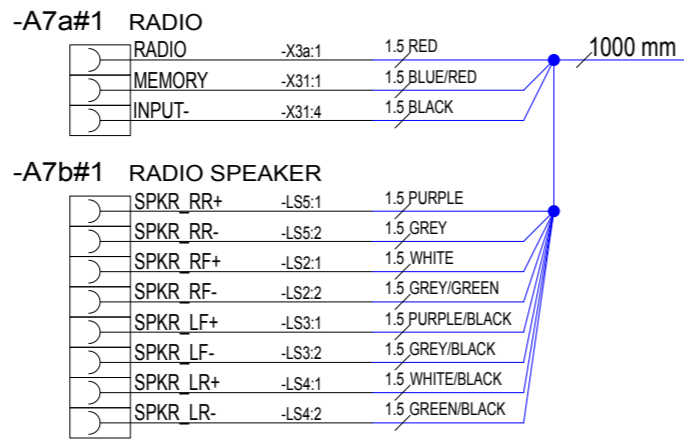 -A7a#1 RADIO
RADIO -X3a:1 1.5 RED 1000 mm
MEMORY -X31:1 1.5 BLUE/RED
INPUT- -X31:4 1.5 BLACK
-A7b#1 RADIO SPEAKER
SPKR_RR+ -LS5:1 1.5 PURPLE
SPKR_RR- -LS5:2 1.5 GREY
SPKR_RF+ -LS2:1 1.5 WHITE
SPKR_RF- -LS2:2 1.5 GREY/GREEN
SPKR_LF+ -LS3:1 1.5 PURPLE/BLACK
SPKR_LF- -LS3:2 1.5 GREY/BLACK
SPKR_LR+ -LS4:1 1.5 WHITE/BLACK
SPKR_LR- -LS4:2 1.5 GREEN/BLACK